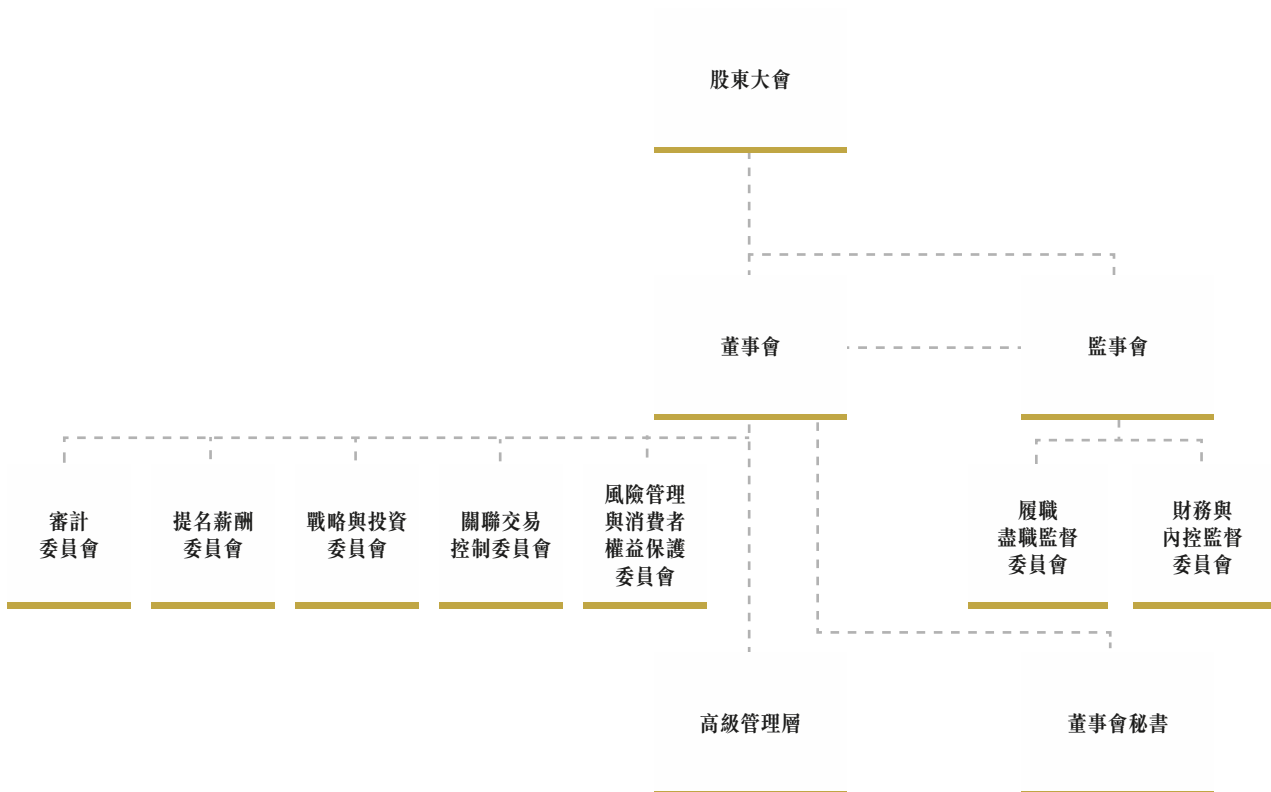 股東大會
董事會
監事會
審計
委員會
提名薪酬
委員會
戰略與投資
委員會
關聯交易
控制委員會
風險管理
與消費者
權益保護
委員會
履職
盡職監督
委員會
財務與
內控監督
委員會
高級管理層
董事會秘書